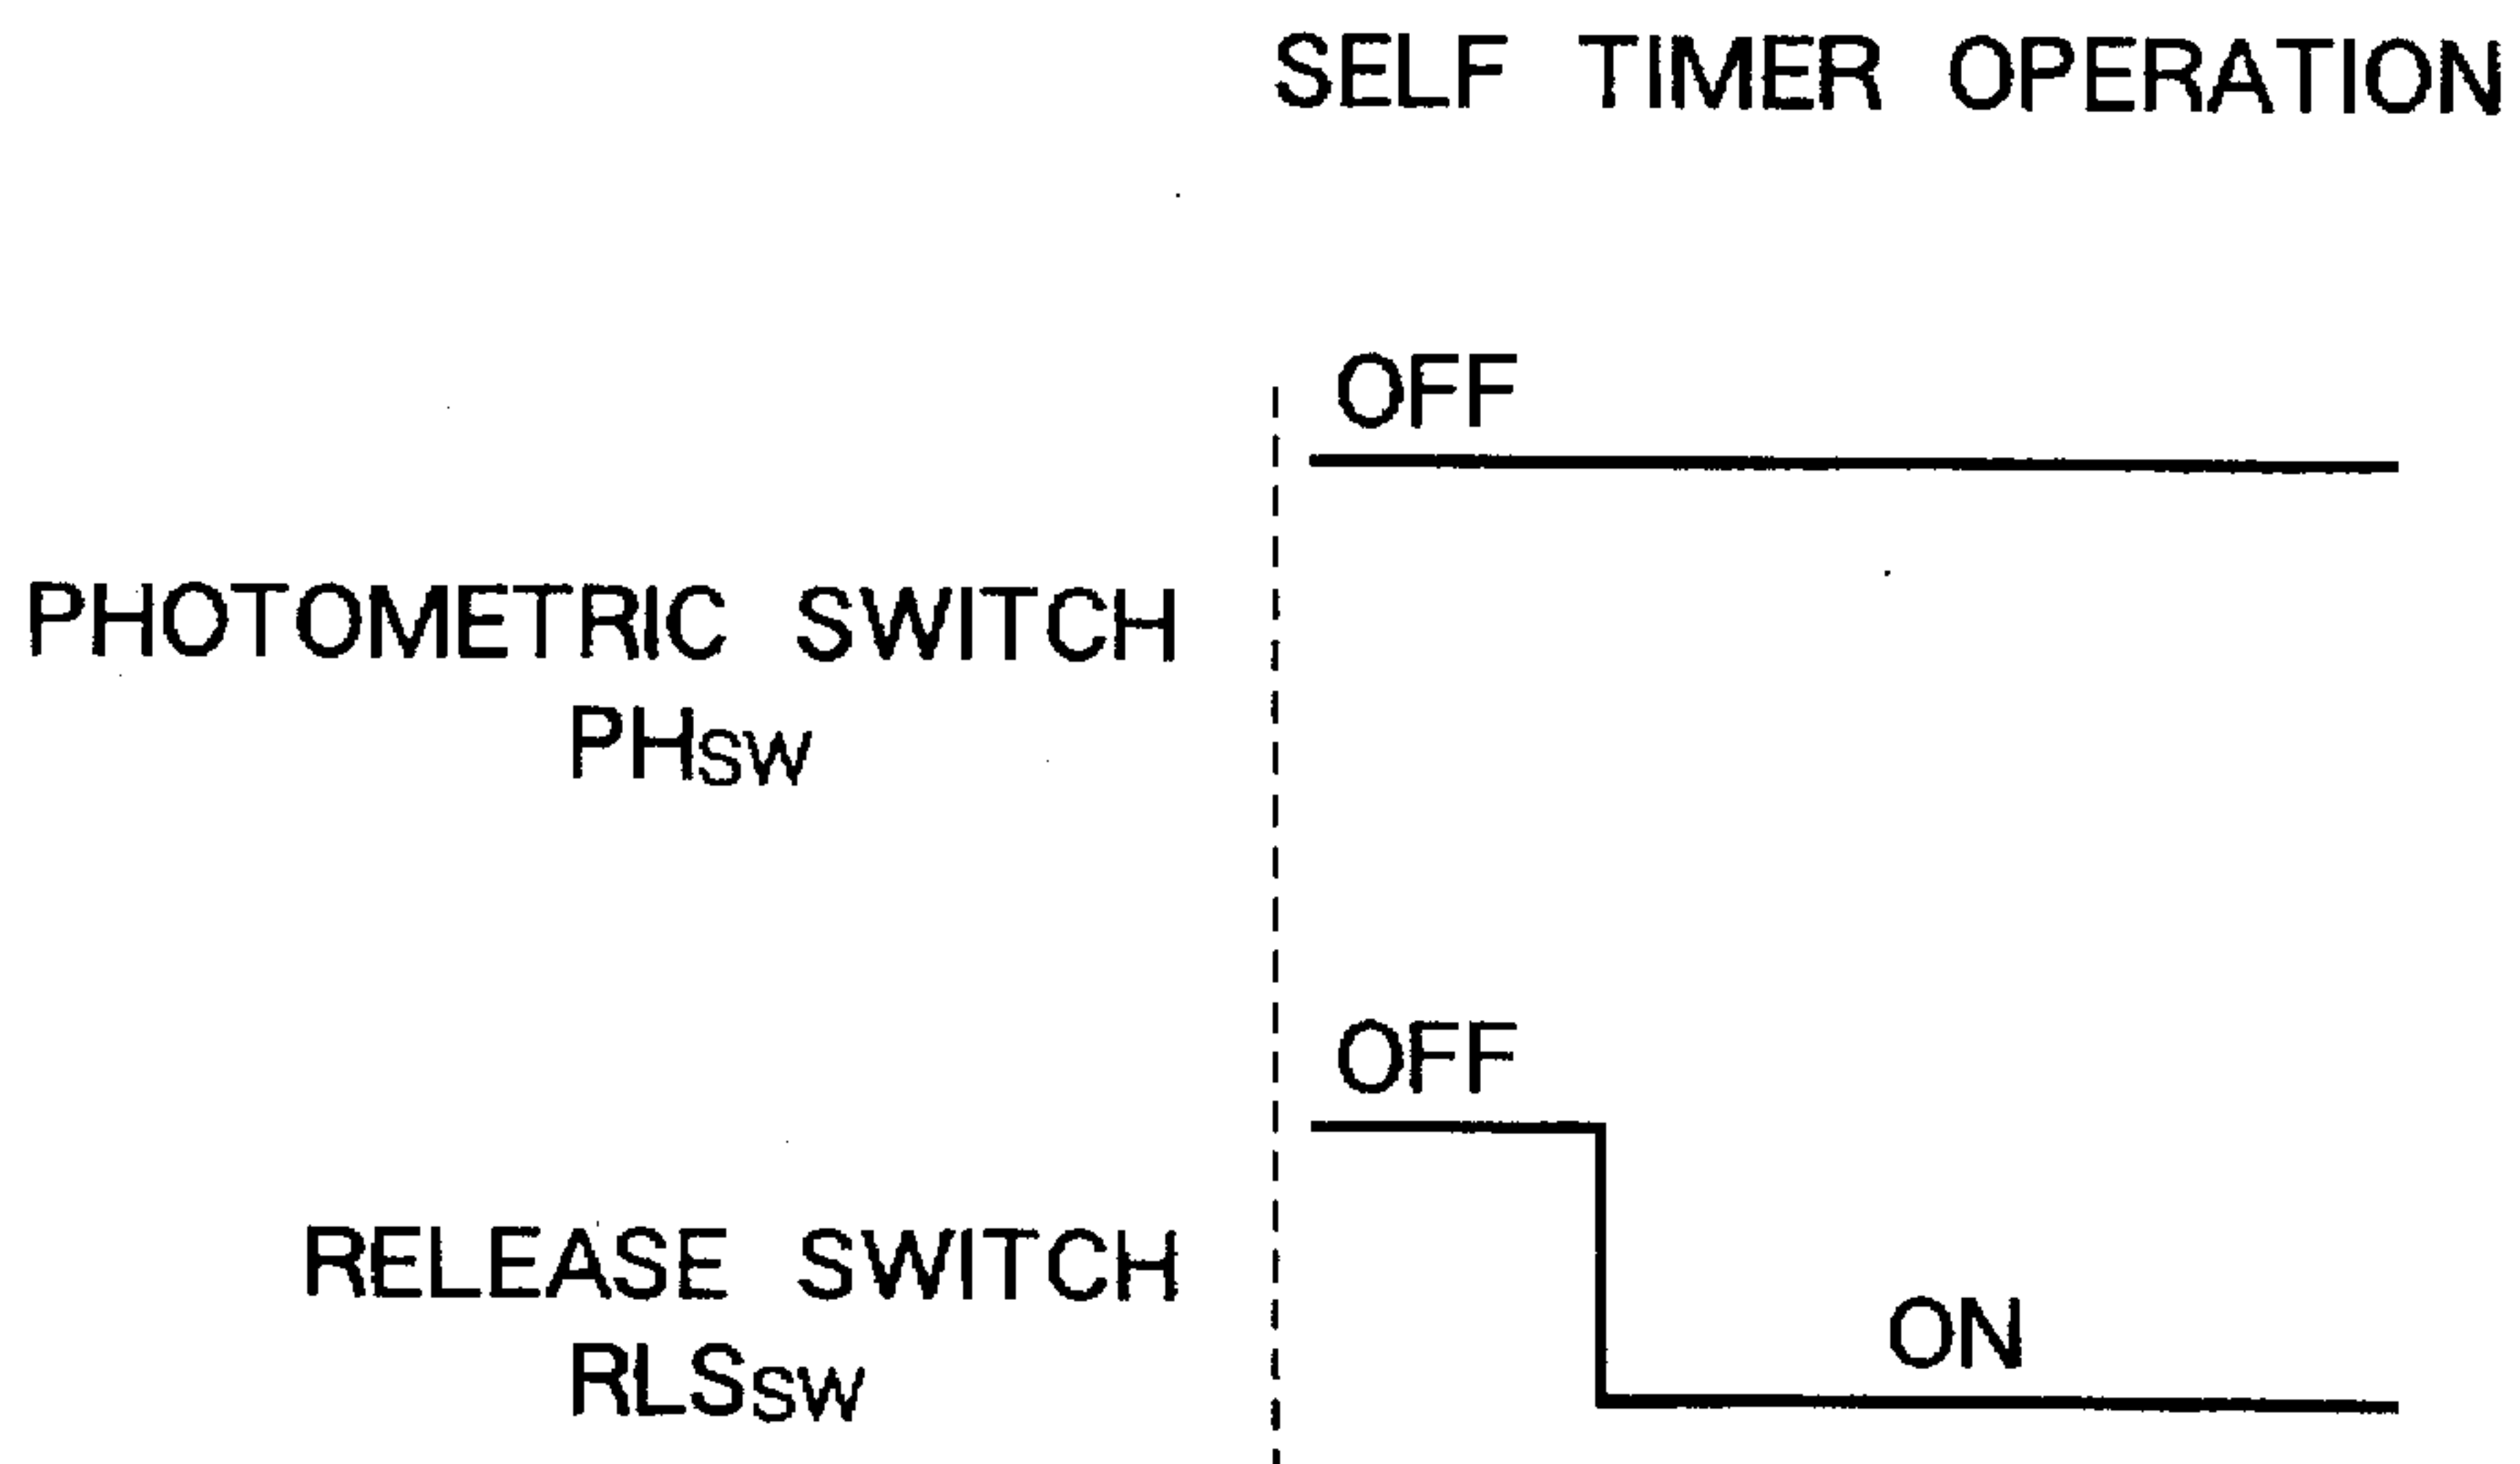 SELF TIMER OPERATION
OFF
PHOTOMETRIC SWITCH
PHSW
OFF
RELEASE SWITCH
ON
RLSSW